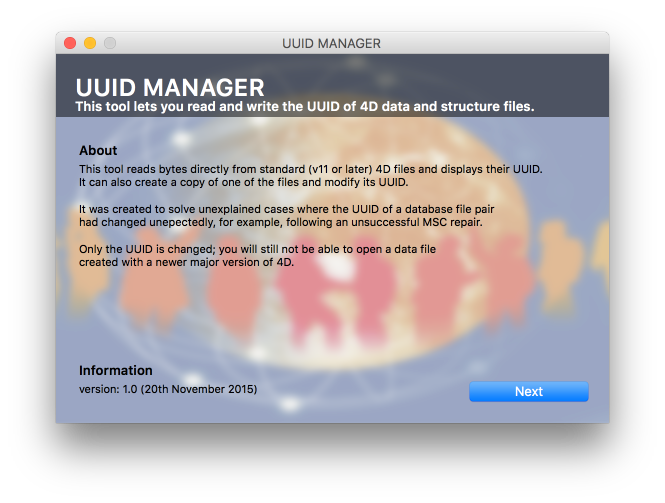 UUID MANAGER
UUID MANAGER
This tool lets you read and write the UUID of 4D data and structure files.
About
This tool reads bytes directly from standard (v11 or later) 4D files and displays their UUID.
It can also create a copy of one of the files and modify its UUID.
It was created to solve unexplained cases where the UUID of a database file pair
had changed unepectedly, for example, following an unsuccessful MSC repair.
Only the UUID is changed; you will still not be able to open a data file
created with a newer major version of 4D.
Information
version: 1.0 (20th November 2015)
Next